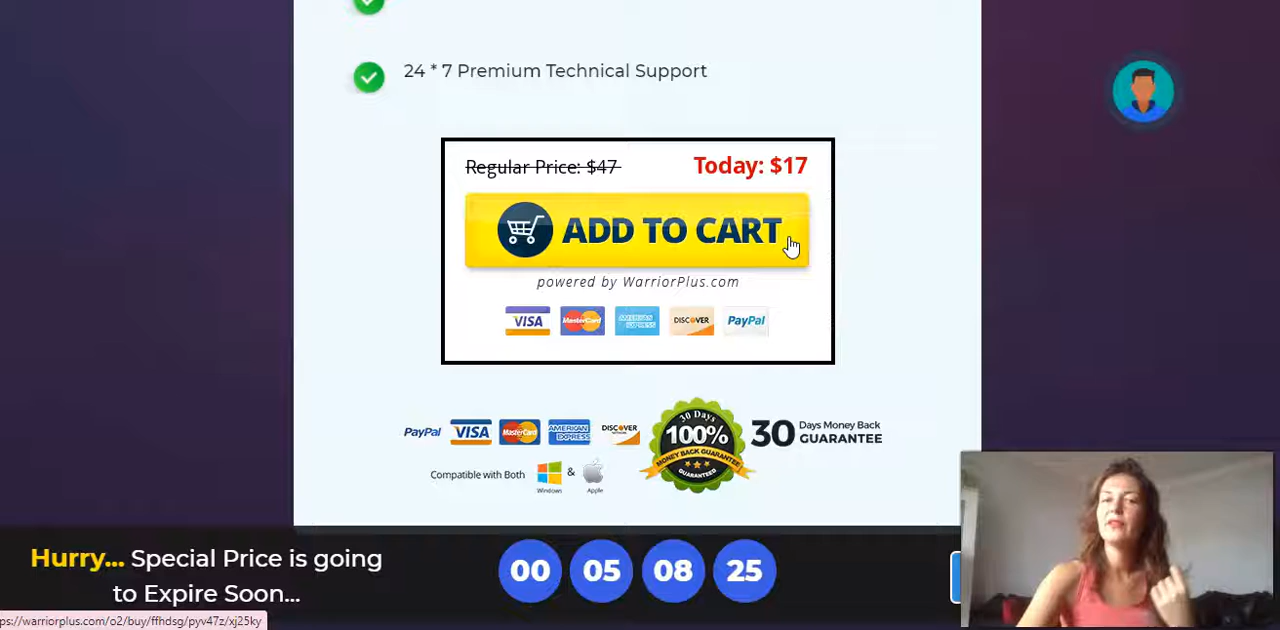 24 * 7 Premium Technical Support
Regular Price: $47
Today: $17
ADD TO CART
powered by WarriorPlus.com
VISA
MasterCard
AMERICAN EXPRESS
DISCOVER
PayPal
PayPal
VISA
MasterCard
AMERICAN EXPRESS
DISCOVER
30 Days
100%
MONEY BACK GUARANTEE
GUARANTEED
30 Days Money Back
GUARANTEE
Compatible with Both
Windows
&
Apple
Hurry... Special Price is going
to Expire Soon...
00
05
08
25
ps://warriorplus.com/o2/buy/ffhdsg/pyv47z/xj25ky